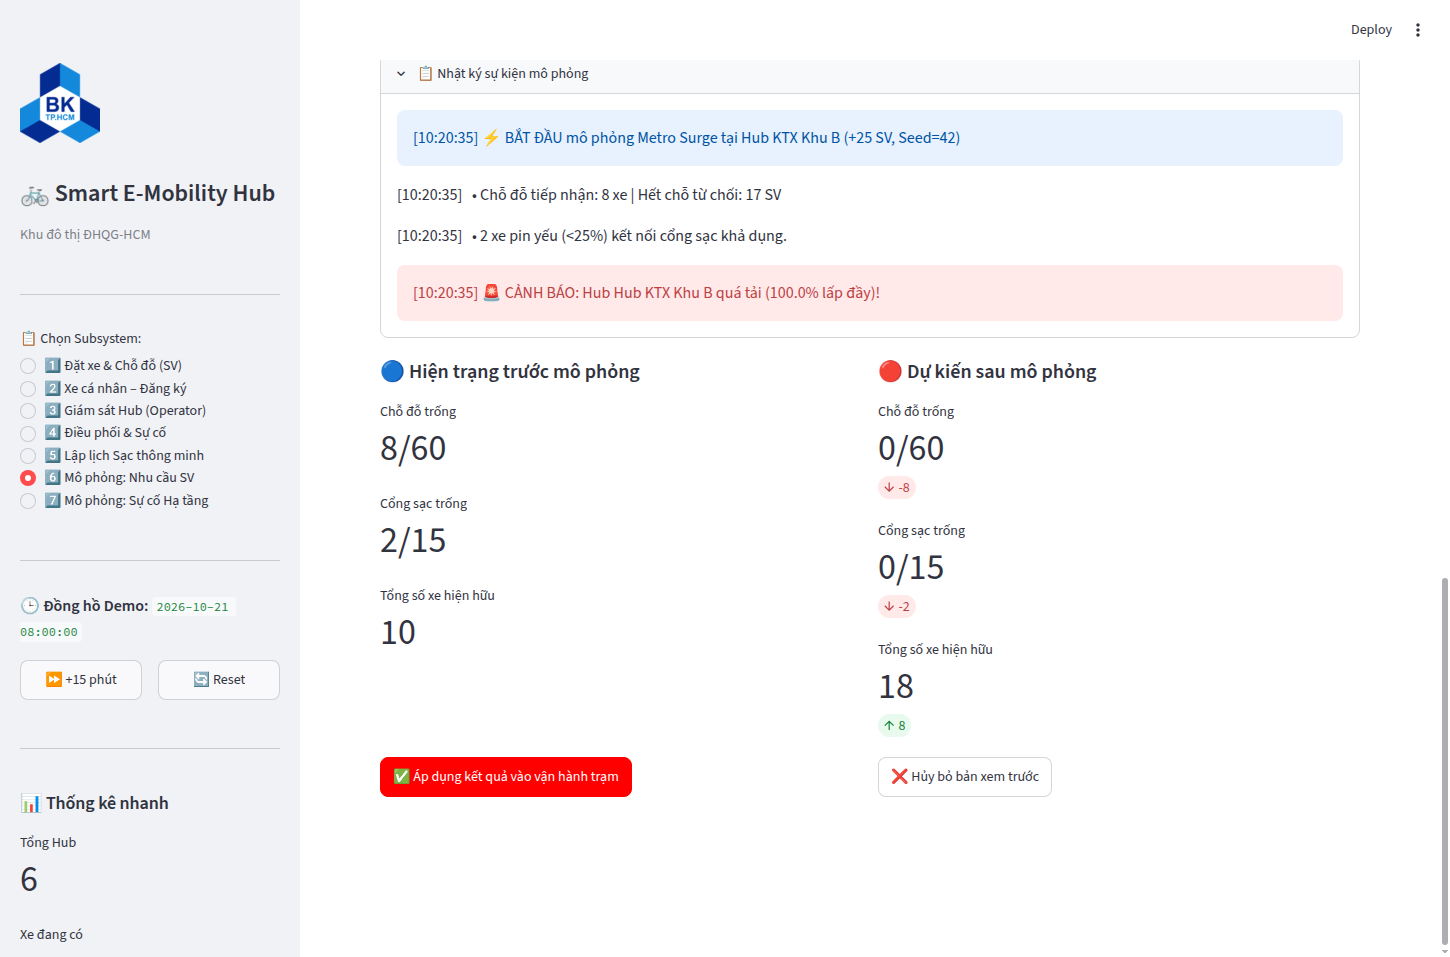 Deploy
BK
TP.HCM
🚲 Smart E-Mobility Hub
Khu đô thị ĐHQG-HCM
📋 Chọn Subsystem:
1️⃣ Đặt xe & Chỗ đỗ (SV)
2️⃣ Xe cá nhân – Đăng ký
3️⃣ Giám sát Hub (Operator)
4️⃣ Điều phối & Sự cố
5️⃣ Lập lịch Sạc thông minh
6️⃣ Mô phỏng: Nhu cầu SV
7️⃣ Mô phỏng: Sự cố Hạ tầng
🕒 Đồng hồ Demo: 2026-10-21
08:00:00
⏩ +15 phút
🔄 Reset
📊 Thống kê nhanh
Tổng Hub
6
Xe đang có
📋 Nhật ký sự kiện mô phỏng
[10:20:35] ⚡ BẮT ĐẦU mô phỏng Metro Surge tại Hub KTX Khu B (+25 SV, Seed=42)
[10:20:35] • Chỗ đỗ tiếp nhận: 8 xe | Hết chỗ từ chối: 17 SV
[10:20:35] • 2 xe pin yếu (<25%) kết nối cổng sạc khả dụng.
[10:20:35] 🚨 CẢNH BÁO: Hub Hub KTX Khu B quá tải (100.0% lấp đầy)!
🔵 Hiện trạng trước mô phỏng
Chỗ đỗ trống
8/60
Cổng sạc trống
2/15
Tổng số xe hiện hữu
10
✅ Áp dụng kết quả vào vận hành trạm
🔴 Dự kiến sau mô phỏng
Chỗ đỗ trống
0/60
↓ -8
Cổng sạc trống
0/15
↓ -2
Tổng số xe hiện hữu
18
↑ 8
❌ Hủy bỏ bản xem trước